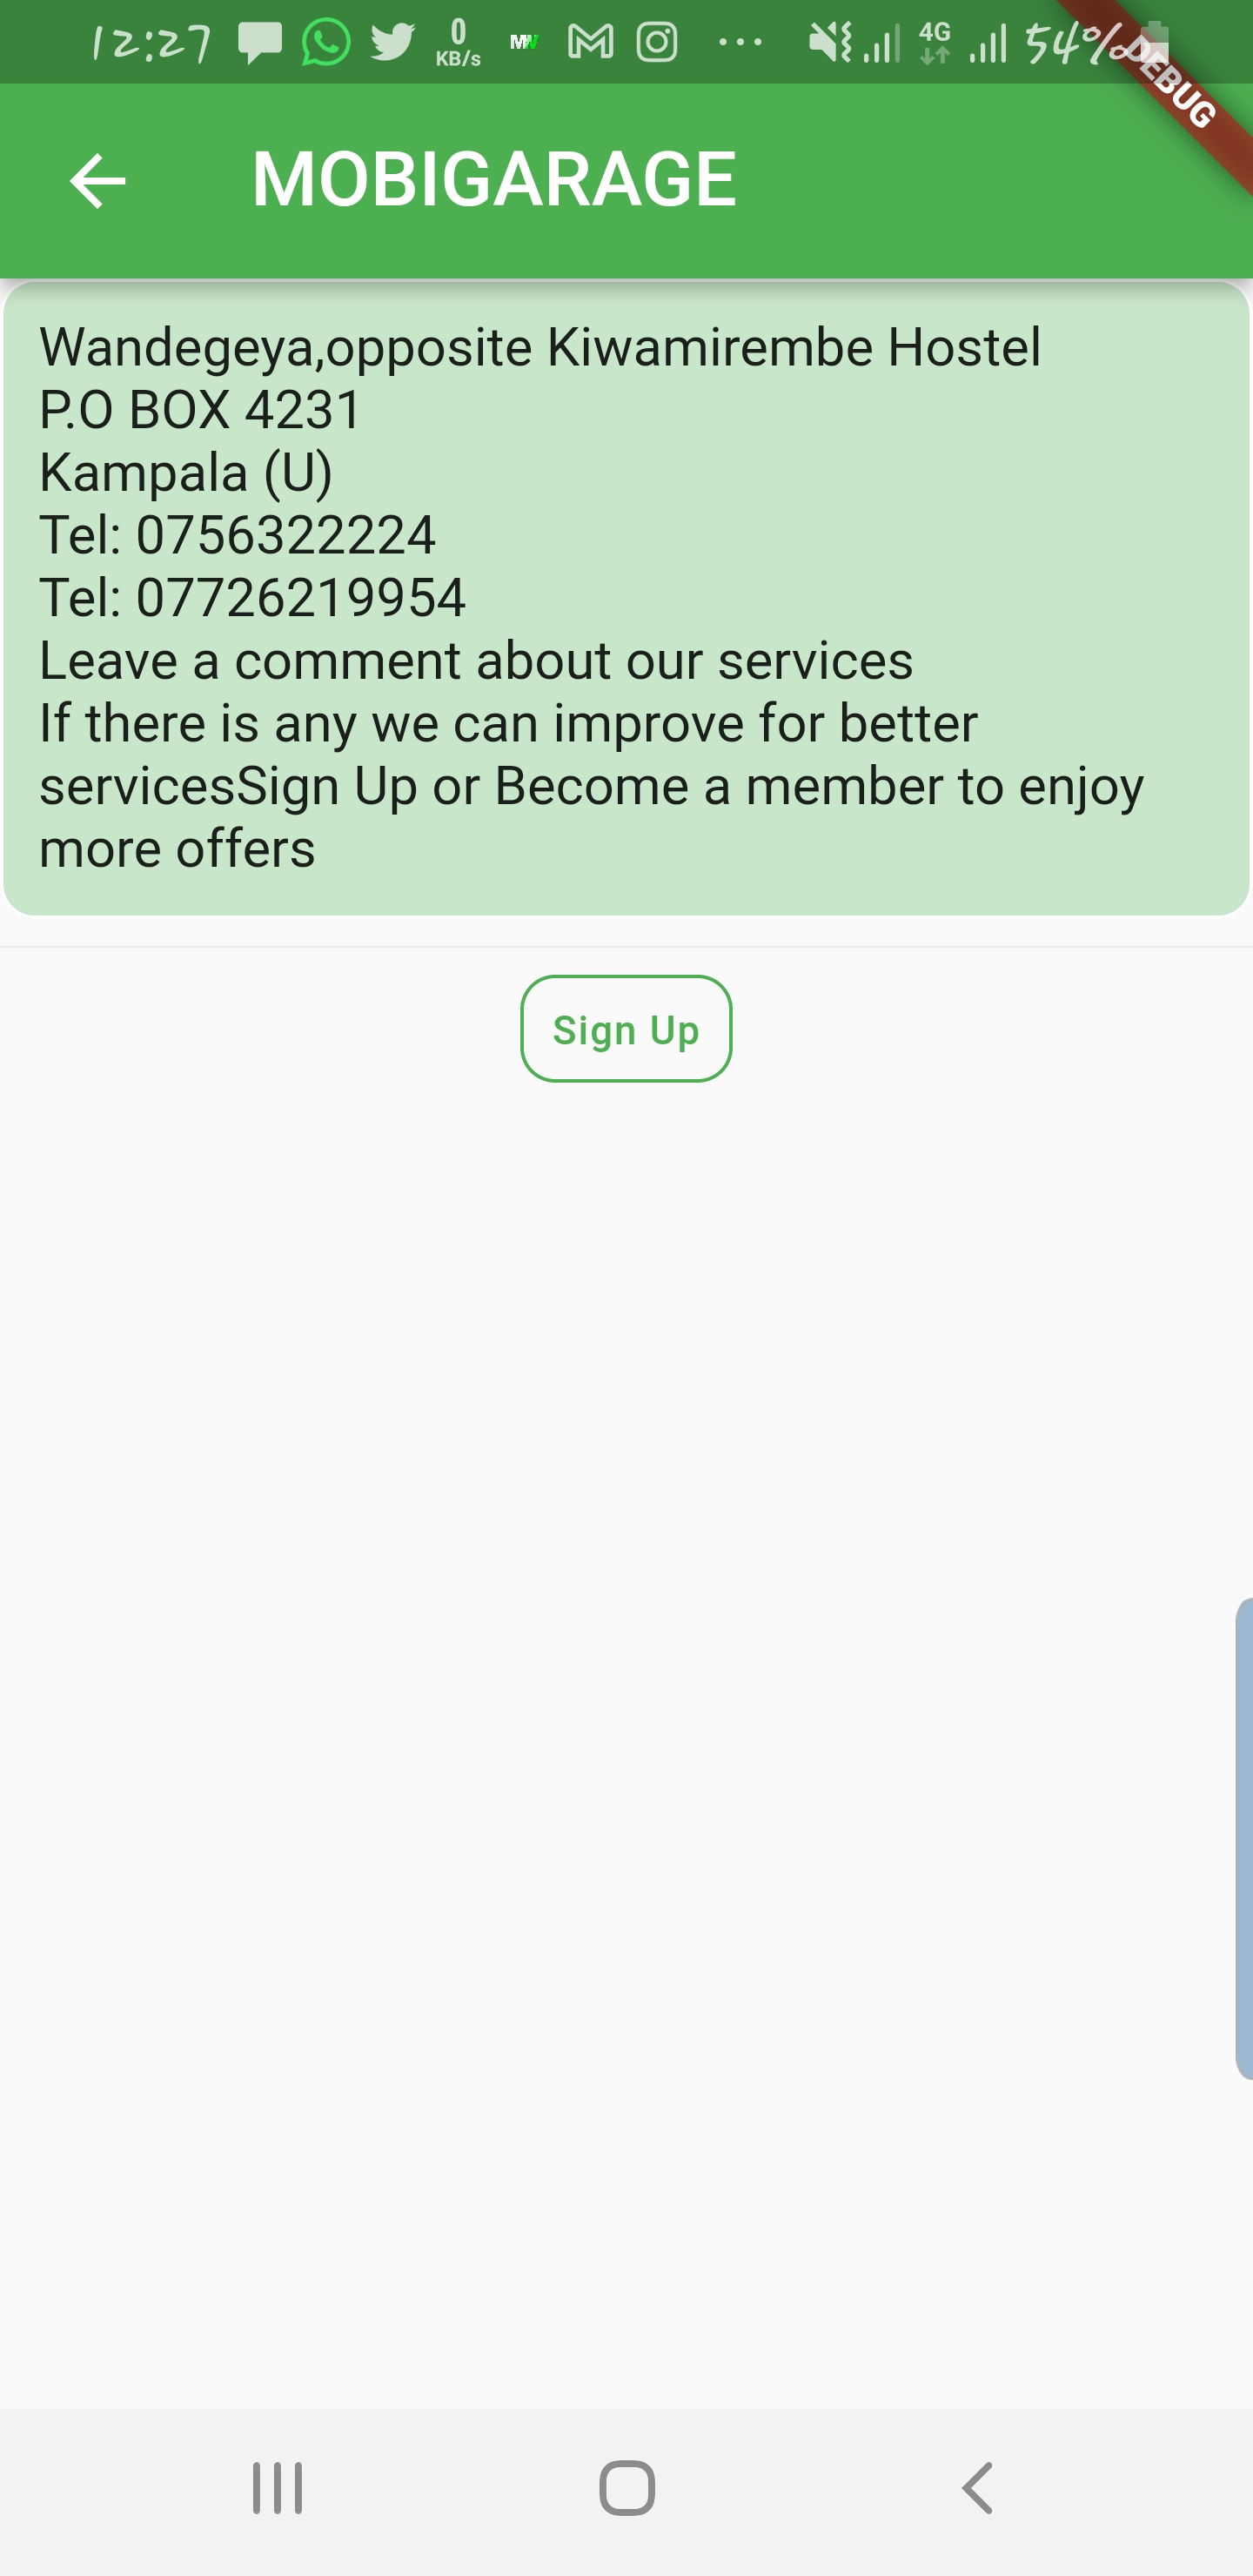 12:27
0
KB/s
4G
54%
DEBUG
MOBIGARAGE
Wandegeya,opposite Kiwamirembe Hostel
P.O BOX 4231
Kampala (U)
Tel: 0756322224
Tel: 07726219954
Leave a comment about our services
If there is any we can improve for better
servicesSign Up or Become a member to enjoy
more offers
Sign Up